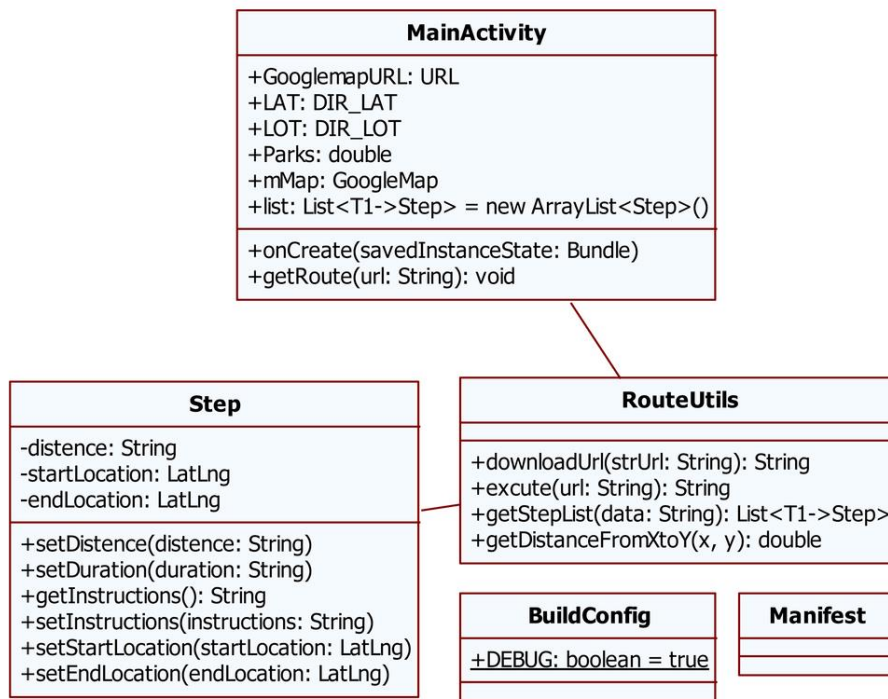 MainActivity
+GooglemapURL: URL
+LAT: DIR_LAT
+LOT: DIR_LOT
+Parks: double
+mMap: GoogleMap
+list: List<T1->Step> = new ArrayList<Step>()
+onCreate(savedInstanceState: Bundle)
+getRoute(url: String): void
Step
-distence: String
-startLocation: LatLng
-endLocation: LatLng
+setDistence(distence: String)
+setDuration(duration: String)
+getInstructions(): String
+setInstructions(instructions: String)
+setStartLocation(startLocation: LatLng)
+setEndLocation(endLocation: LatLng)
RouteUtils
+downloadUrl(strUrl: String): String
+excute(url: String): String
+getStepList(data: String): List<T1->Step>
+getDistanceFromXtoY(x, y): double
BuildConfig
+DEBUG: boolean = true
Manifest